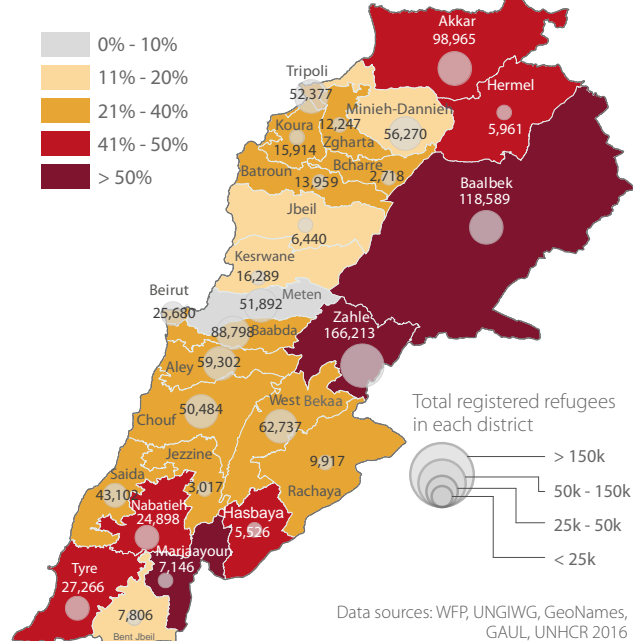 0% - 10%
11% - 20%
21% - 40%
41% - 50%
> 50%
Akkar
98,965
Hermel
5,961
Tripoli
52,377
Minieh-Dannien
56,270
12,247
Zgharta
Koura
15,914
Bcharre
2,718
Batroun
13,959
Baalbek
118,589
Jbeil
6,440
Kesrwane
16,289
Meten
51,892
Beirut
25,680
88,798
Baabda
Zahle
166,213
Aley
59,302
Chouf
50,484
West Bekaa
62,737
Jezzine
3,017
9,917
Rachaya
Saida
43,102
Nabatieh
24,898
Hasbaya
5,526
Marjaayoun
7,146
Tyre
27,266
7,806
Bent Jbeil
Total registered refugees
in each district
> 150k
50k - 150k
25k - 50k
< 25k
Data sources: WFP, UNGIWG, GeoNames,
GAUL, UNHCR 2016